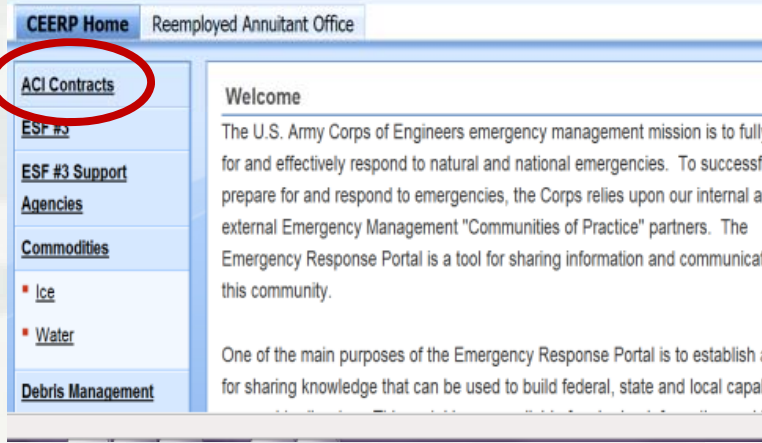 CEERP Home Reemployed Annuitant Office
ACI Contracts
ESF #3
ESF #3 Support
Agencies
Commodities
Ice
Water
Debris Management
Welcome
The U.S. Army Corps of Engineers emergency management mission is to fully
for and effectively respond to natural and national emergencies. To successf
prepare for and respond to emergencies, the Corps relies upon our internal a
external Emergency Management "Communities of Practice" partners. The
Emergency Response Portal is a tool for sharing information and communicat
this community.
One of the main purposes of the Emergency Response Portal is to establish a
for sharing knowledge that can be used to build federal, state and local capal